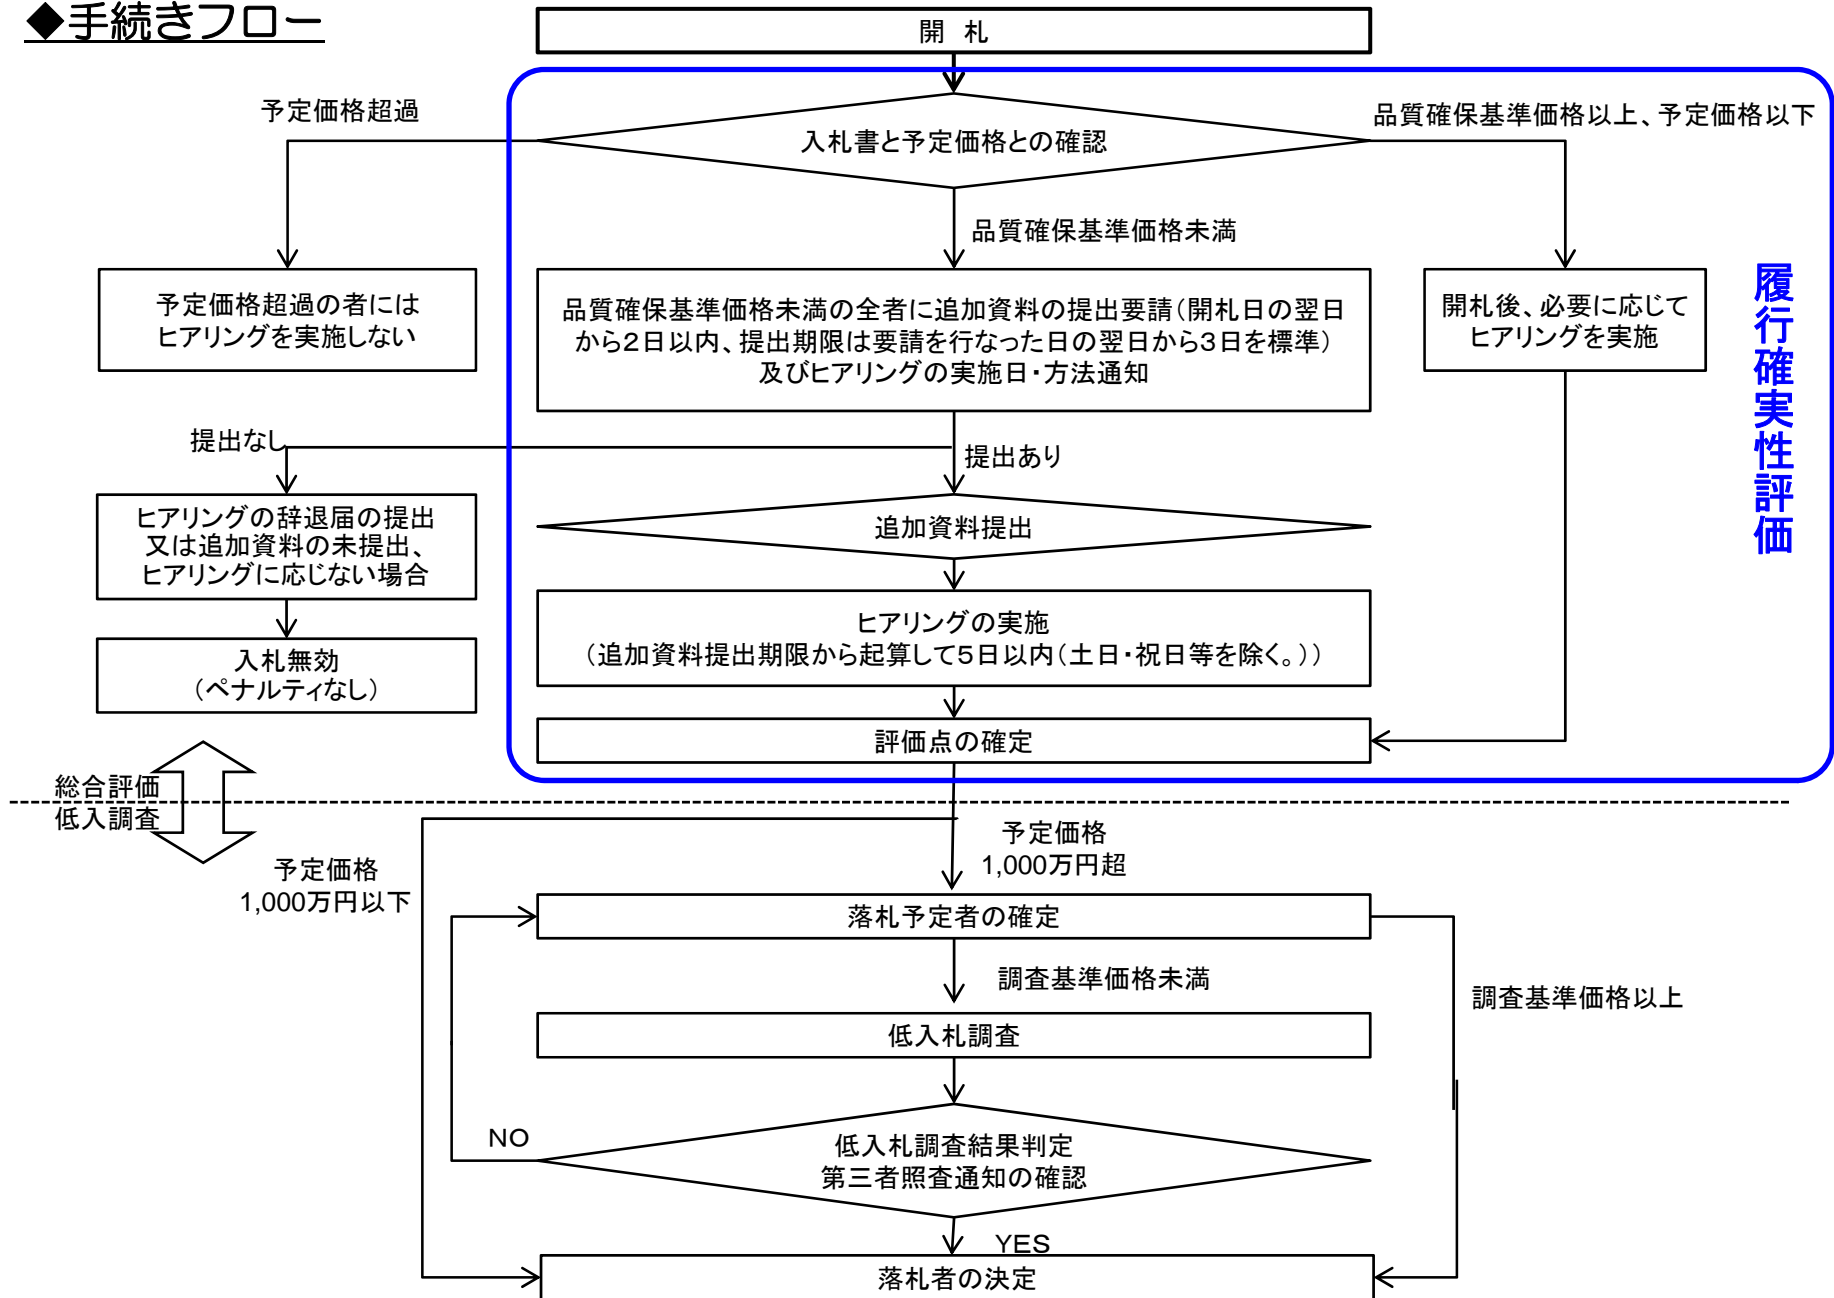 ◆手続きフロー
開 札
予定価格超過
入札書と予定価格との確認
品質確保基準価格以上、予定価格以下
品質確保基準価格未満
予定価格超過の者には
ヒアリングを実施しない
品質確保基準価格未満の全者に追加資料の提出要請(開札日の翌日
から2日以内、提出期限は要請を行なった日の翌日から3日を標準)
及びヒアリングの実施日・方法通知
開札後、必要に応じて
ヒアリングを実施
履行確実性評価
提出なし
提出あり
ヒアリングの辞退届の提出
又は追加資料の未提出、
ヒアリングに応じない場合
追加資料提出
ヒアリングの実施
(追加資料提出期限から起算して5日以内(土日・祝日等を除く。))
入札無効
(ペナルティなし)
評価点の確定
総合評価
低入調査
予定価格
1,000万円以下
予定価格
1,000万円超
落札予定者の確定
調査基準価格未満
調査基準価格以上
低入札調査
NO
低入札調査結果判定
第三者照査通知の確認
YES
落札者の決定